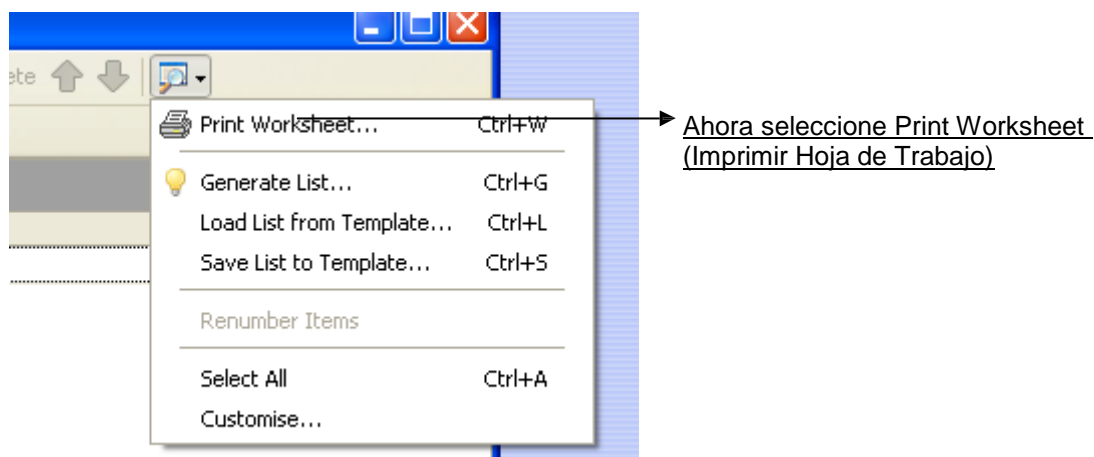 ete
Print Worksheet... Ctrl+W
Ahora seleccione Print Worksheet
(Imprimir Hoja de Trabajo)
Generate List... Ctrl+G
Load List from Template... Ctrl+L
Save List to Template... Ctrl+S
Renumber Items
Select All Ctrl+A
Customise...